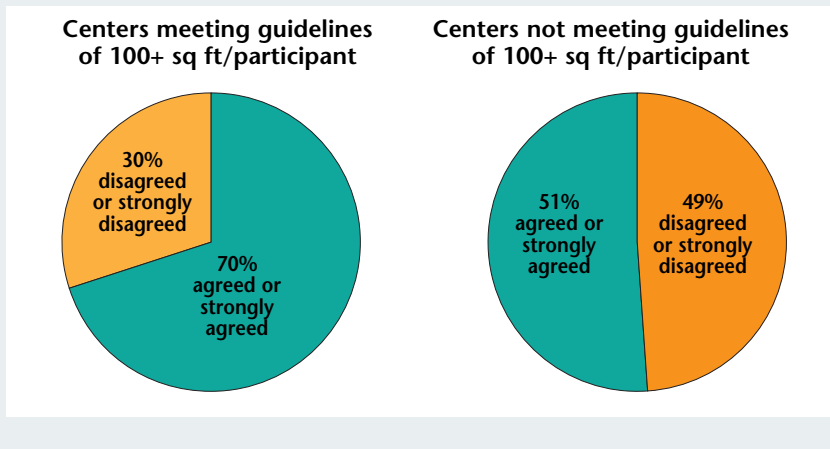 Centers meeting guidelines
of 100+ sq ft/participant
30%
disagreed
or strongly
disagreed
70%
agreed or
strongly
agreed
Centers not meeting guidelines
of 100+ sq ft/participant
51%
agreed or
strongly
agreed
49%
disagreed
or strongly
disagreed